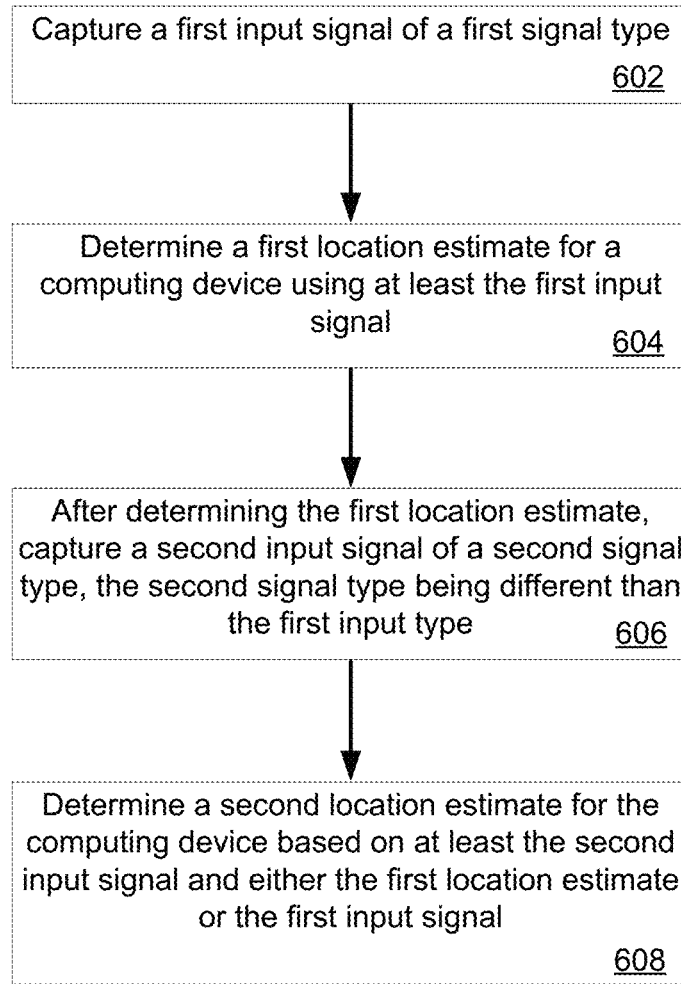 Capture a first input signal of a first signal type
602
Determine a first location estimate for a
computing device using at least the first input
signal
604
After determining the first location estimate,
capture a second input signal of a second signal
type, the second signal type being different than
the first input type
606
Determine a second location estimate for the
computing device based on at least the second
input signal and either the first location estimate
or the first input signal
608